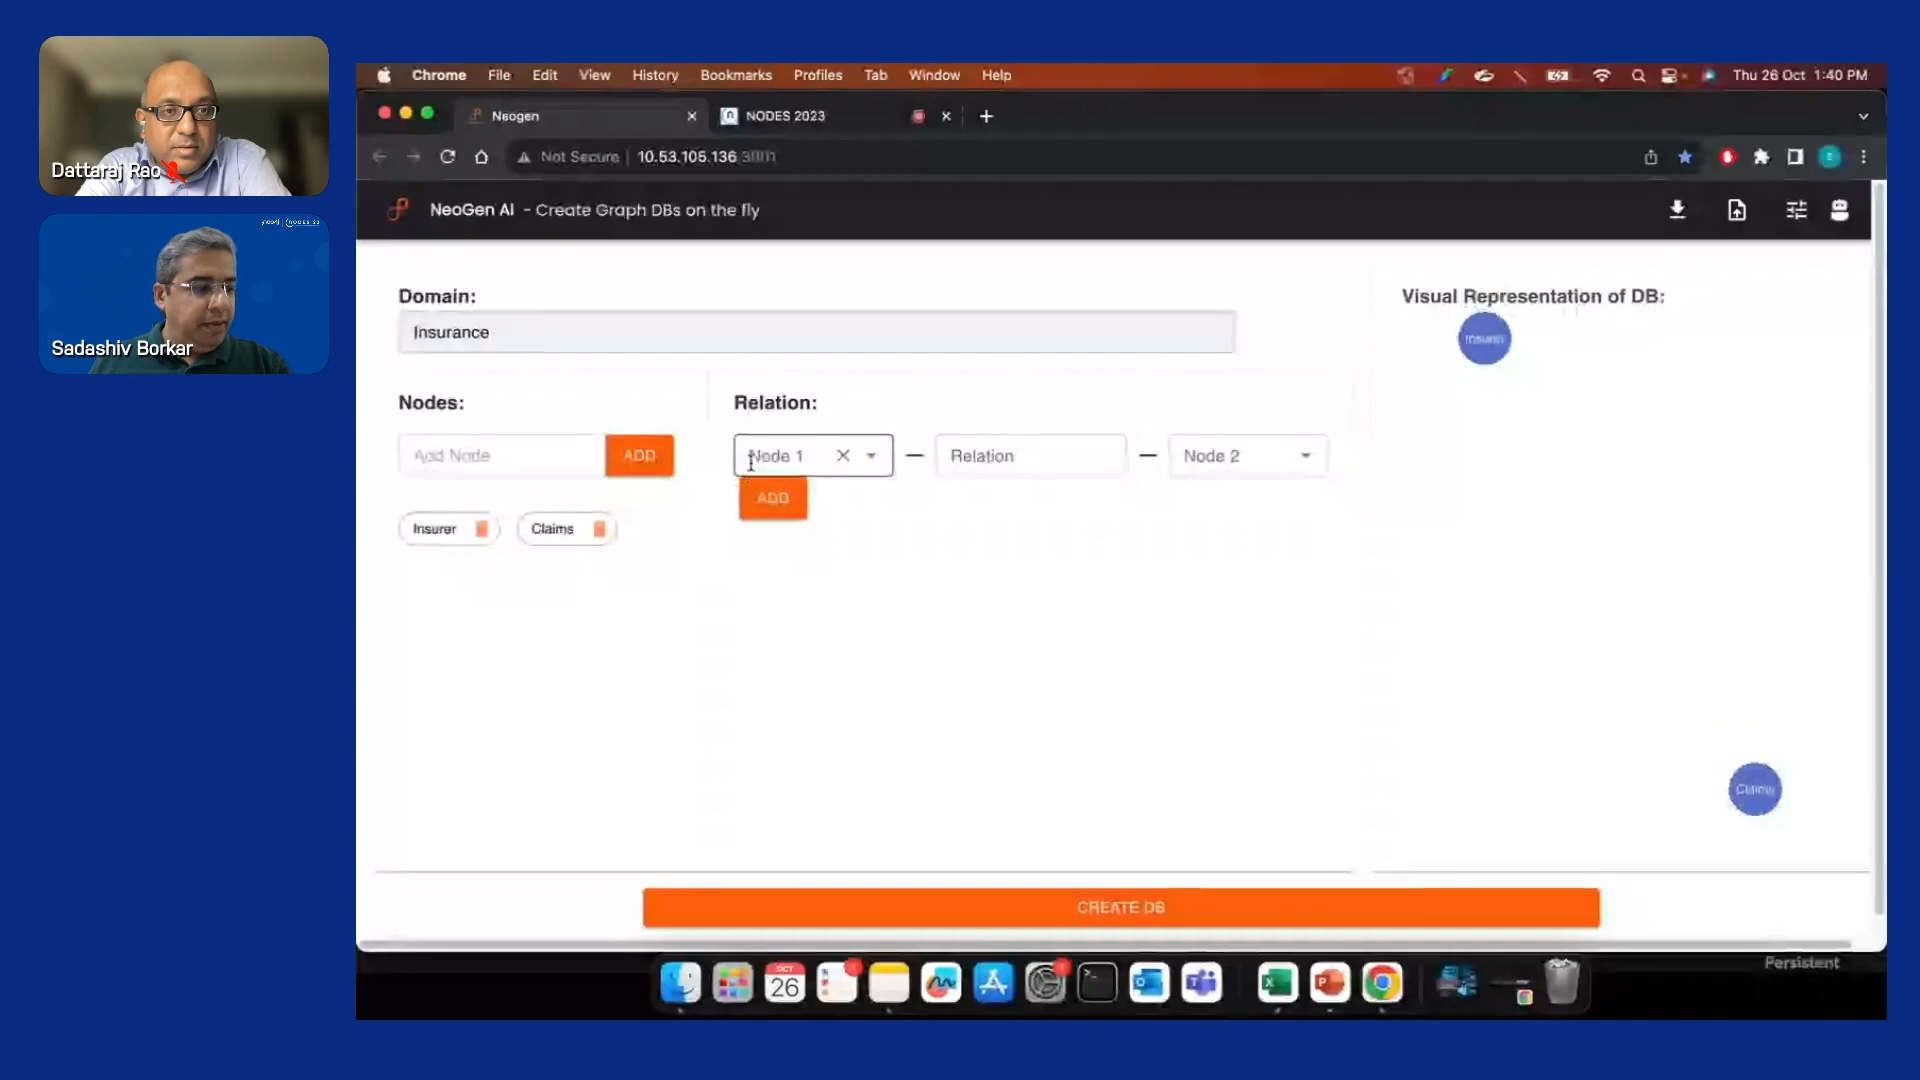 Dattaraj Rao
Sadashiv Borkar
Chrome File Edit View History Bookmarks Profiles Tab Window Help
Thu 26 Oct 1:40 PM
Neogen
NODES 2023
Not Secure
10.53.105.136
NeoGen AI - Create Graph DBs on the fly
Domain:
Insurance
Visual Representation of DB:
Insurer
Nodes:
Relation:
Add Node
ADD
Node 1
Relation
Node 2
ADD
Insurer
Claims
Claims
CREATE DB
Persistent
OCT
26